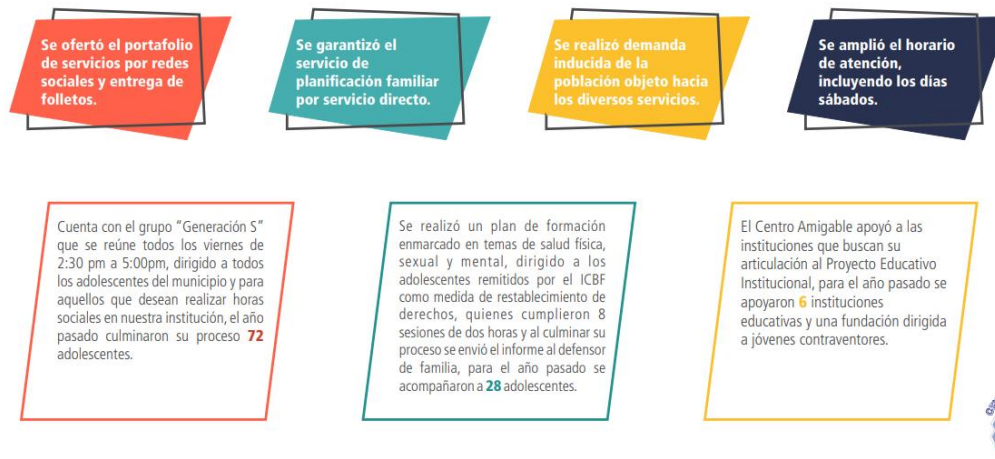 Se ofertó el portafolio
de servicios por redes
sociales y entrega de
folletos.
Se garantizó el
servicio de
planificación familiar
por servicio directo.
Se realizó demanda
inducida de la
población objeto hacia
los diversos servicios.
Se amplió el horario
de atención,
incluyendo los días
sábados.
Cuenta con el grupo "Generación S"
que se reúne todos los viernes de
2:30 pm a 5:00pm, dirigido a todos
los adolescentes del municipio y para
aquellos que desean realizar horas
sociales en nuestra institución, el año
pasado culminaron su proceso 72
adolescentes.
Se realizó un plan de formación
enmarcado en temas de salud física,
sexual y mental, dirigido a los
adolescentes remitidos por el ICBF
como medida de restablecimiento de
derechos, quienes cumplieron 8
sesiones de dos horas y al culminar su
proceso se envió el informe al defensor
de familia, para el año pasado se
acompañaron a 28 adolescentes.
El Centro Amigable apoyó a las
instituciones que buscan su
articulación al Proyecto Educativo
Institucional, para el año pasado se
apoyaron 6 instituciones
educativas y una fundación dirigida
a jóvenes contraventores.